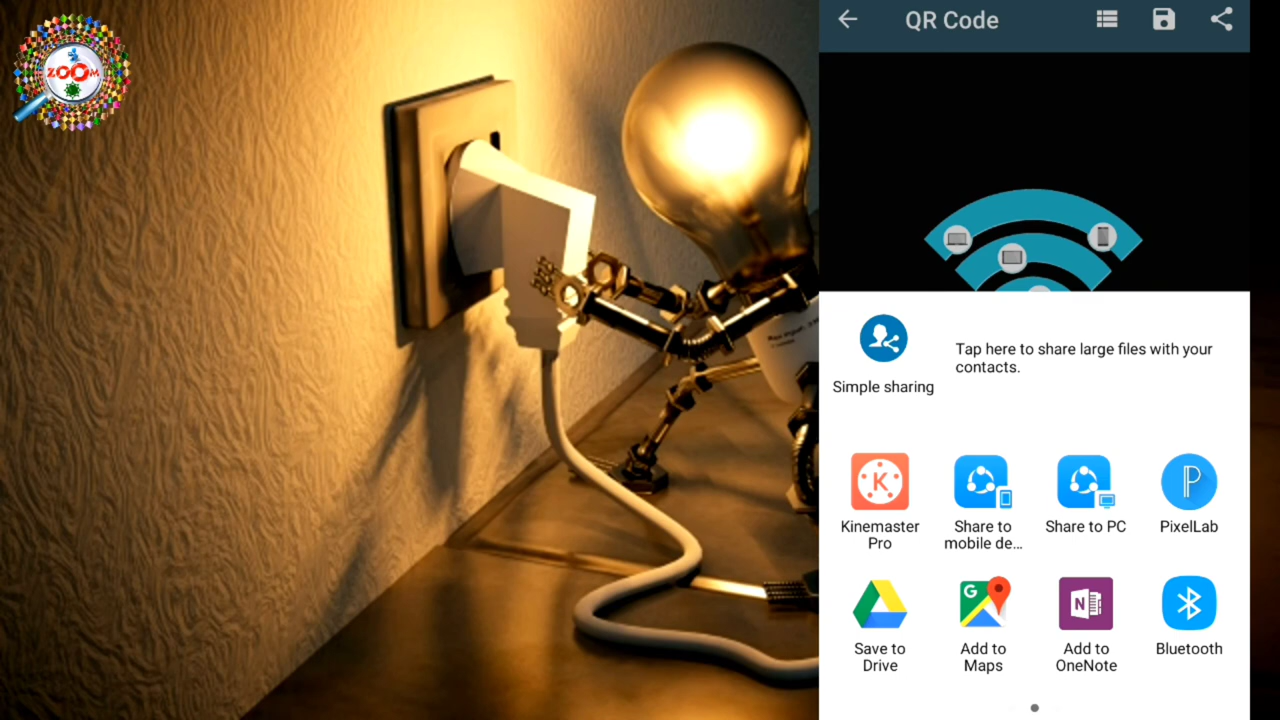 ZOOM
QR Code
Simple sharing
Tap here to share large files with your
contacts.
Kinemaster
Pro
Share to
mobile de...
Share to PC
PixelLab
Save to
Drive
Add to
Maps
Add to
OneNote
Bluetooth